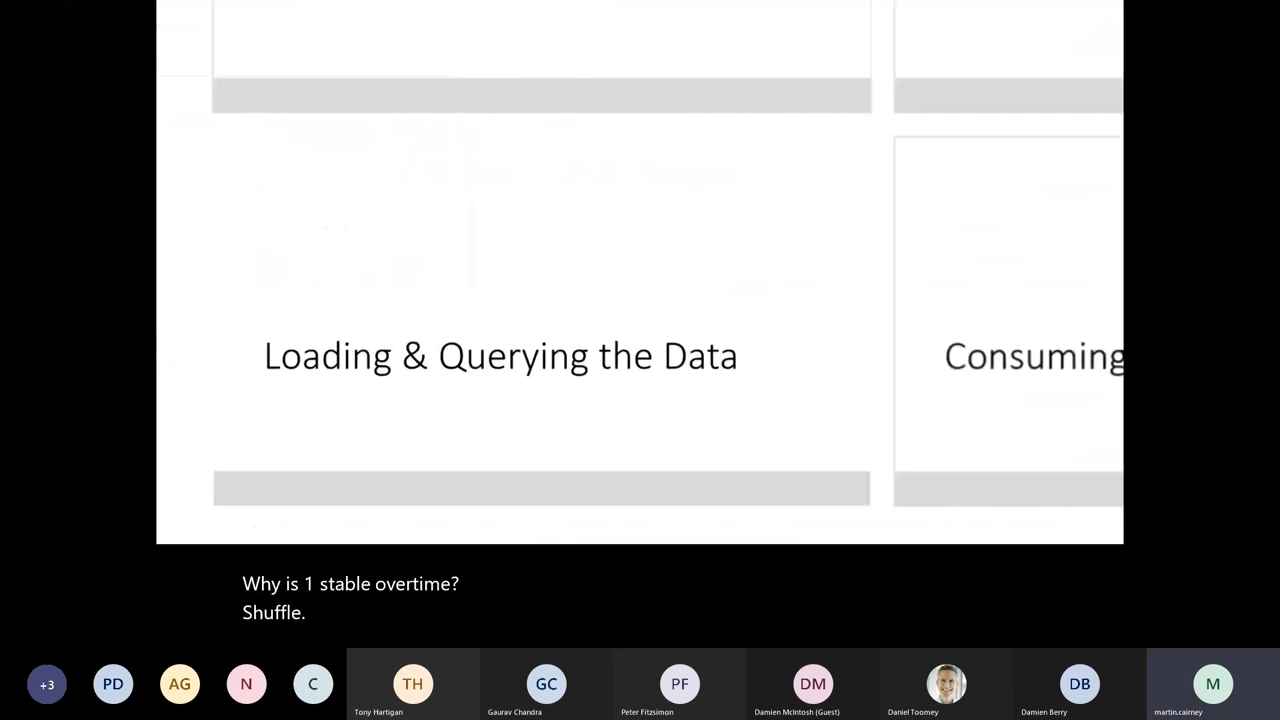 Loading & Querying the Data
Consuming
Why is 1 stable overtime?
Shuffle.
+3
PD
AG
N
C
TH
GC
PF
DM
DB
M
Tony Hartigan
Gaurav Chandra
Peter Fitzsimon
Damien McIntosh (Guest)
Daniel Toomey
Damien Berry
martin.cairney